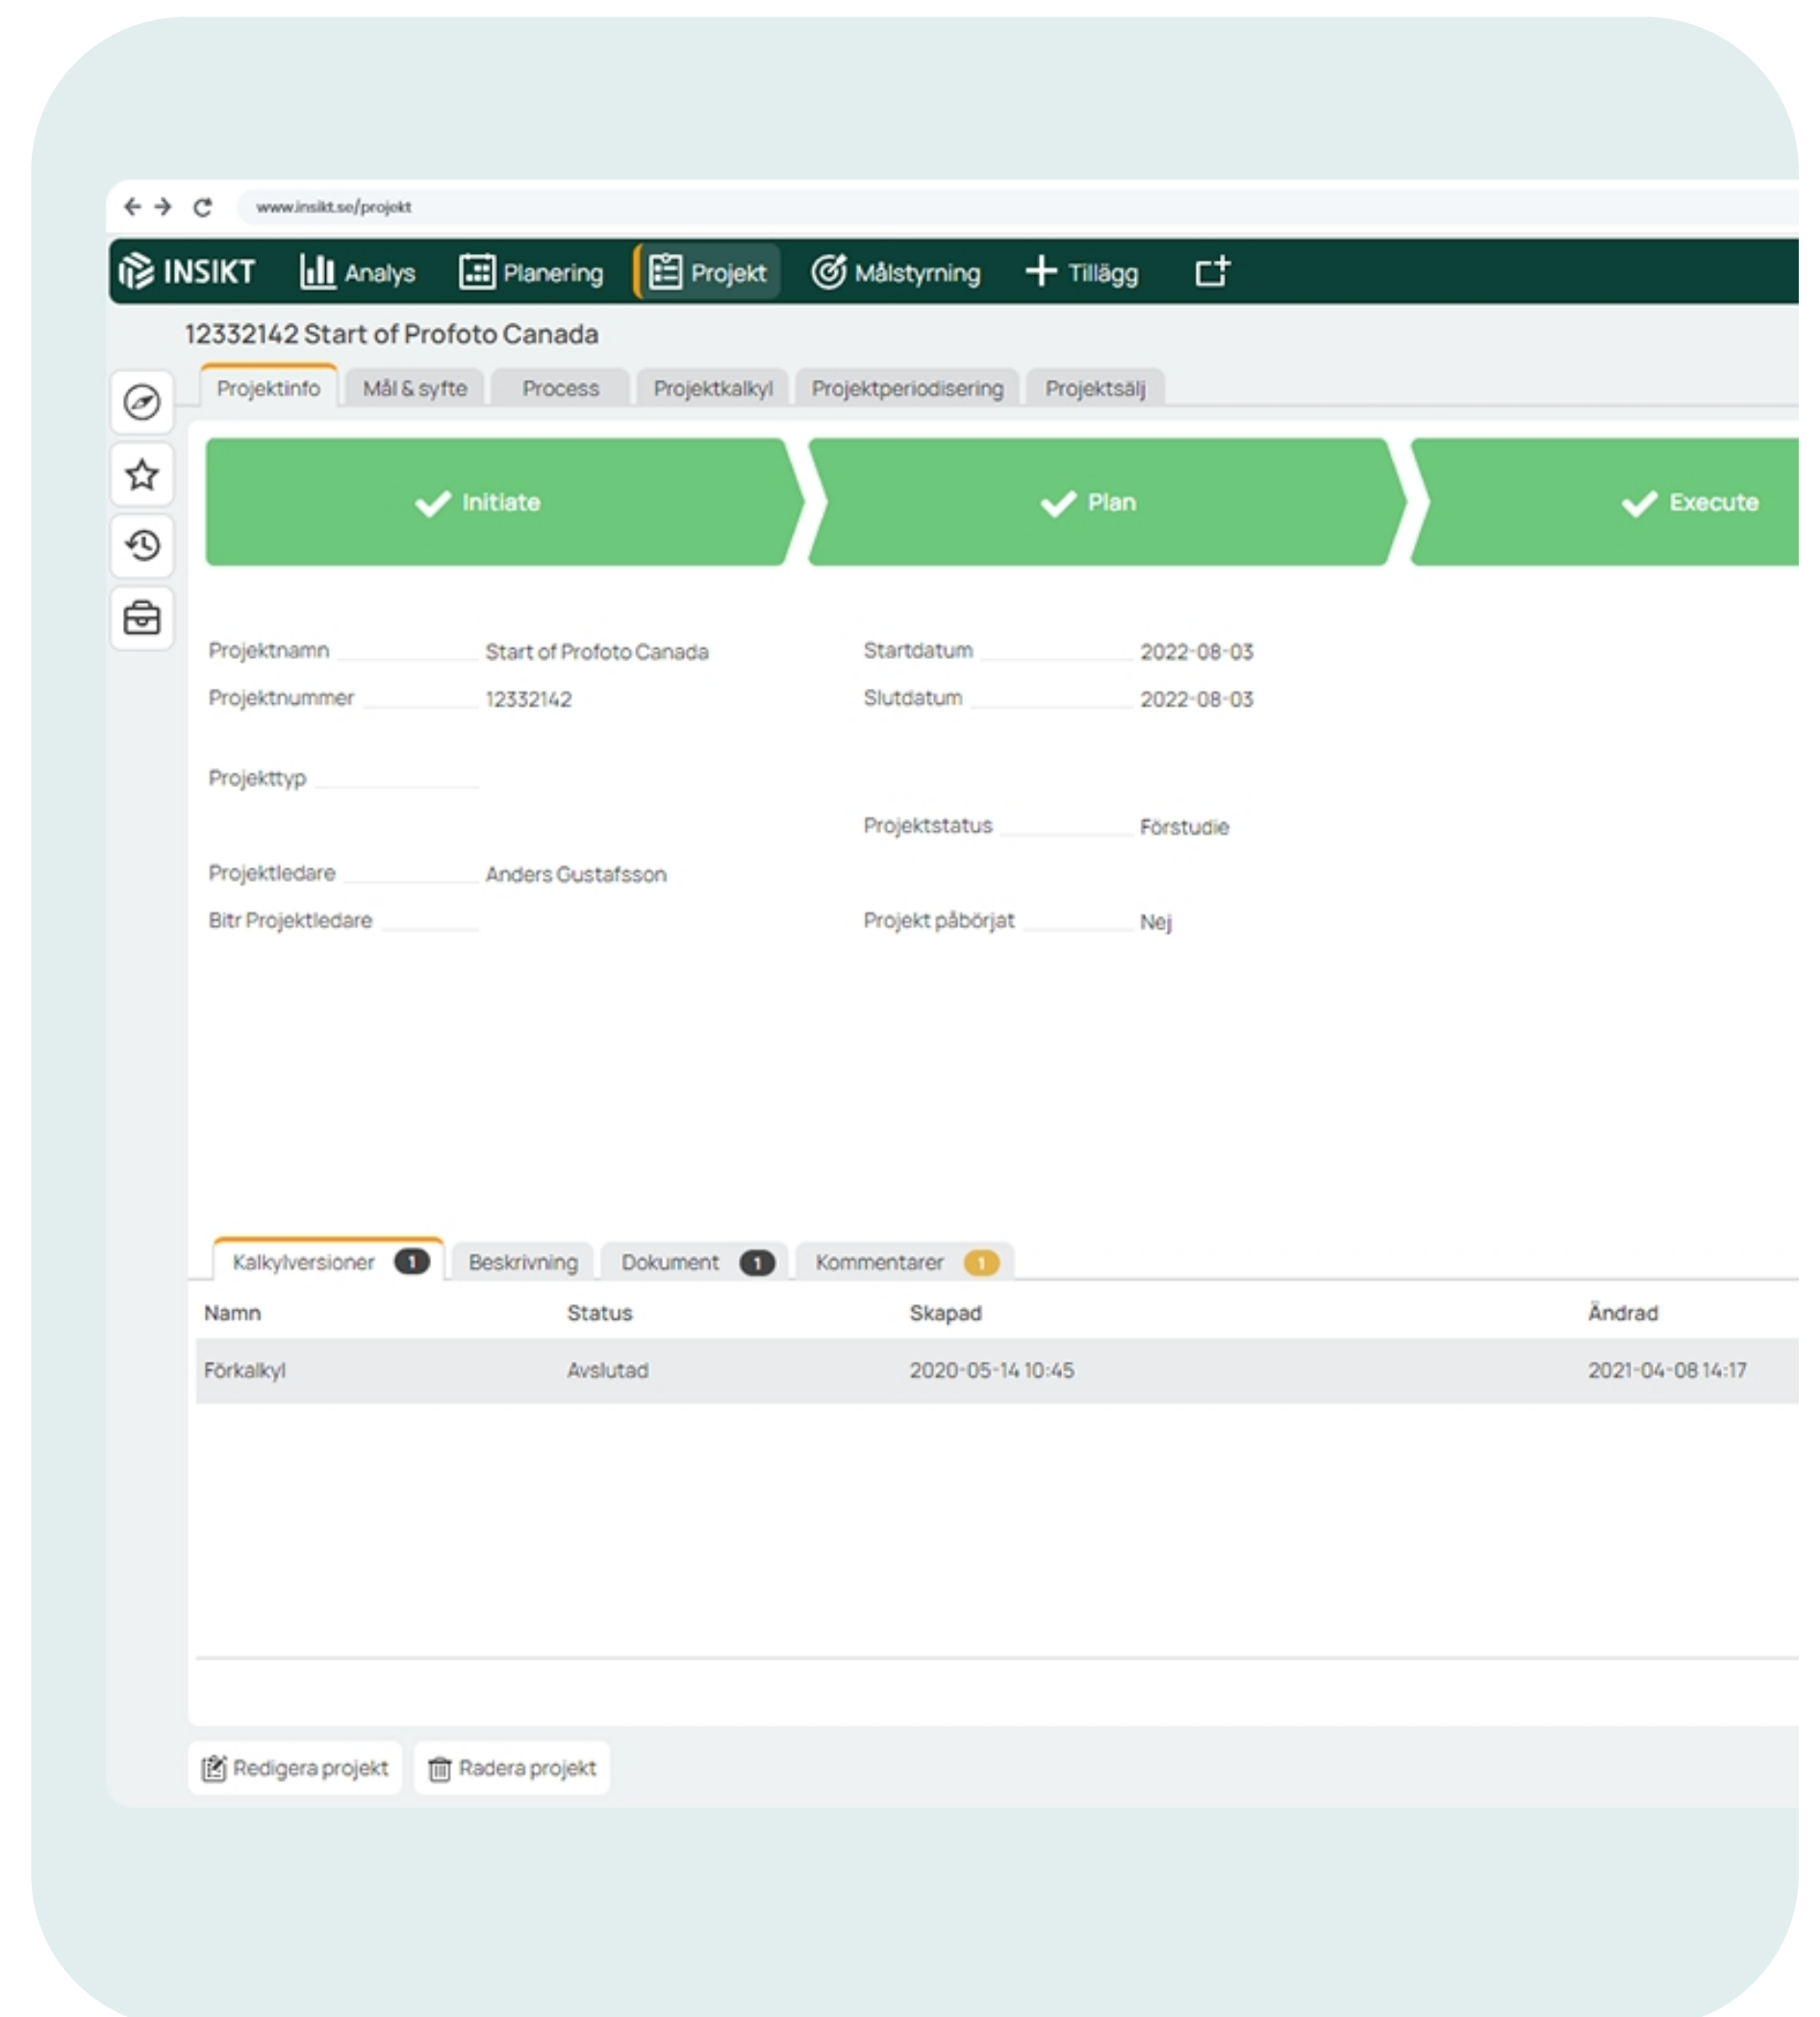 www.insikt.se/projekt
INSIKT Analys Planering Projekt Målstyrning Tillägg
12332142 Start of Profoto Canada
Projektinfo Mål & syfte Process Projektkalkyl Projektperiodisering Projektsälj
Initiate Plan Execute
Projektnamn Start of Profoto Canada Startdatum 2022-08-03
Projektnummer 12332142 Slutdatum 2022-08-03
Projekttyp
Projektstatus Förstudie
Projektledare Anders Gustafsson
Bitr Projektledare Projekt påbörjat Nej
Kalkylversioner 1 Beskrivning Dokument 1 Kommentarer 1
Namn Status Skapad Ändrad
Förkalkyl Avslutad 2020-05-14 10:45 2021-04-08 14:17
Redigera projekt Radera projekt